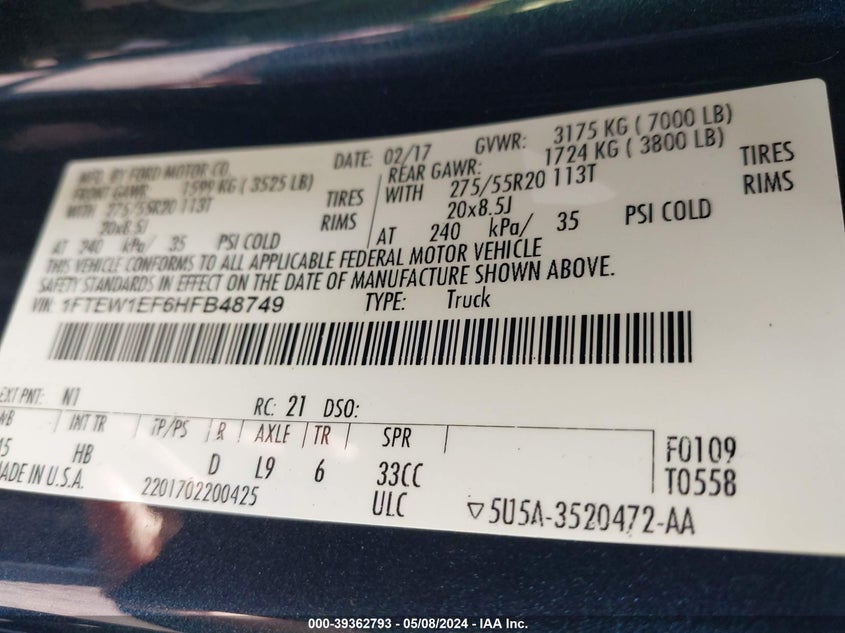 MFG. BY FORD MOTOR CO. DATE: 02/17 GVWR: 3175 KG ( 7000 LB)
FRONT GAWR: 1599 KG ( 3525 LB) REAR GAWR: 1724 KG ( 3800 LB)
WITH 275/55R20 113T TIRES WITH 275/55R20 113T TIRES
20x8.5J RIMS 20x8.5J RIMS
AT 240 kPa/ 35 PSI COLD AT 240 kPa/ 35 PSI COLD
THIS VEHICLE CONFORMS TO ALL APPLICABLE FEDERAL MOTOR VEHICLE
SAFETY STANDARDS IN EFFECT ON THE DATE OF MANUFACTURE SHOWN ABOVE.
VIN: 1FTEW1EF6HFB48749 TYPE: Truck
EXT PNT: N1 RC: 21 DSO:
WB INT TR TP/PS R AXLE TR SPR F0109
45 HB D L9 6 33CC T0558
MADE IN U.S.A. 2201702200425 ULC ▽5U5A-3520472-AA
000-39362793 - 05/08/2024 - IAA Inc.